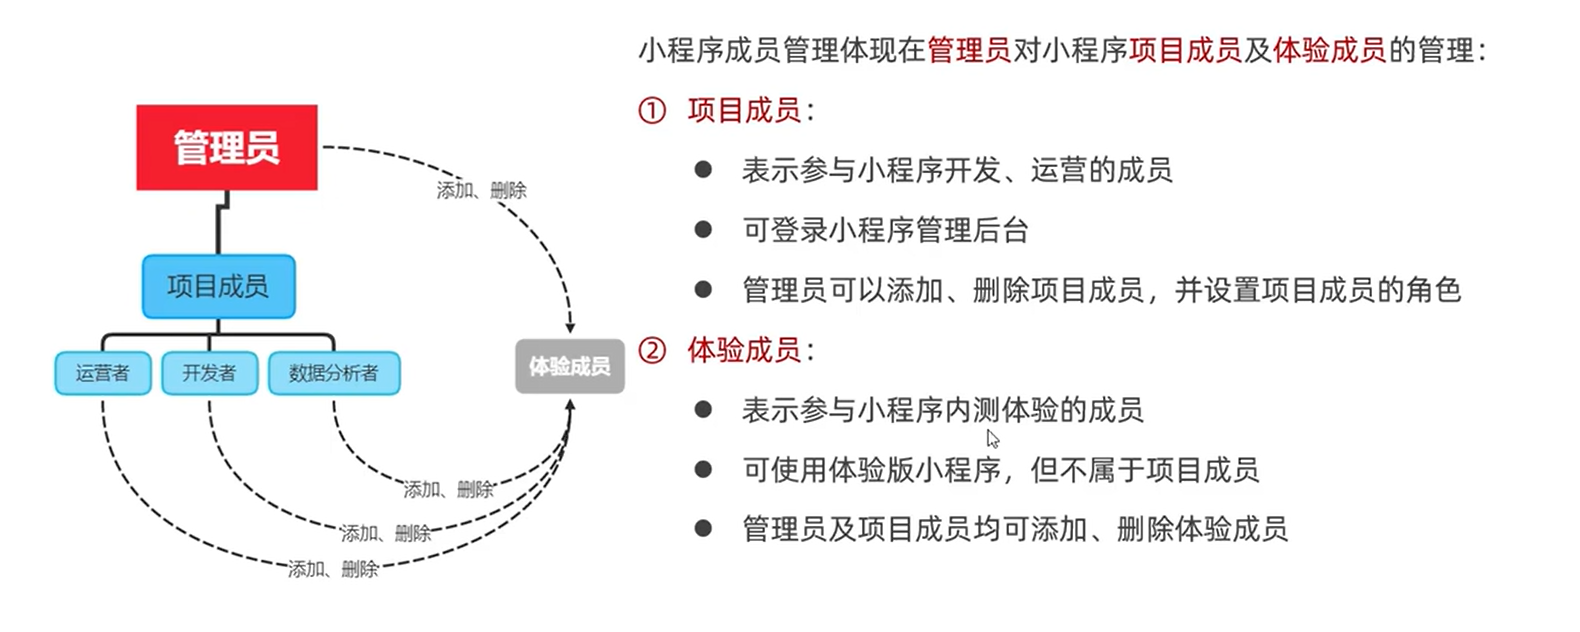 小程序成员管理体现在管理员对小程序项目成员及体验成员的管理：
① 项目成员：
● 表示参与小程序开发、运营的成员
● 可登录小程序管理后台
● 管理员可以添加、删除项目成员，并设置项目成员的角色
② 体验成员：
● 表示参与小程序内测体验的成员
● 可使用体验版小程序，但不属于项目成员
● 管理员及项目成员均可添加、删除体验成员
管理员
添加、删除
项目成员
运营者
开发者
数据分析者
体验成员
添加、删除
添加、删除
添加、删除